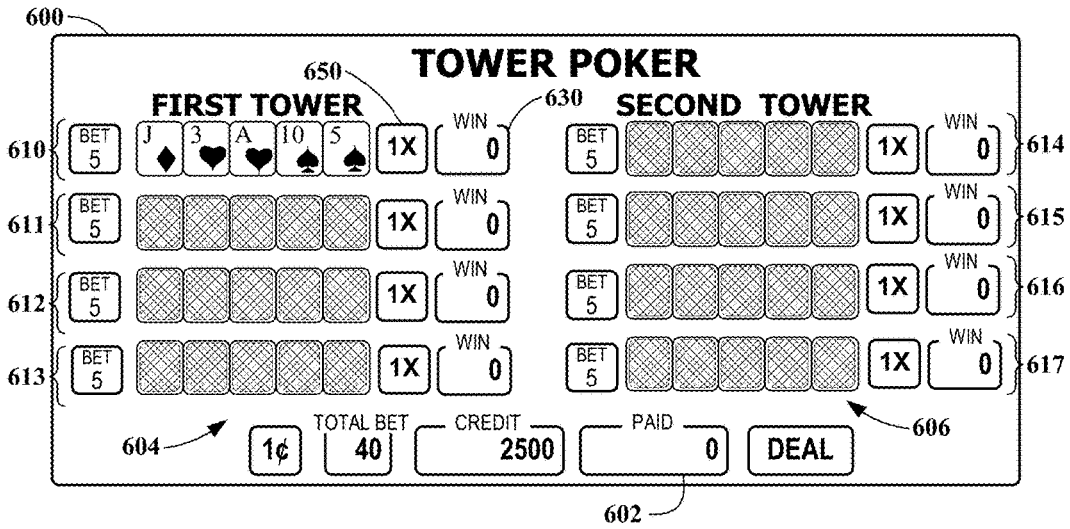 600
TOWER POKER
650
630
FIRST TOWER
SECOND TOWER
610
BET
5
J
3
A
10
5
1X
WIN
0
BET
5
1X
WIN
0
614
611
BET
5
1X
WIN
0
BET
5
1X
WIN
0
615
612
BET
5
1X
WIN
0
BET
5
1X
WIN
0
616
613
BET
5
1X
WIN
0
BET
5
1X
WIN
0
617
604
606
1¢
TOTAL BET
40
CREDIT
2500
PAID
0
DEAL
602